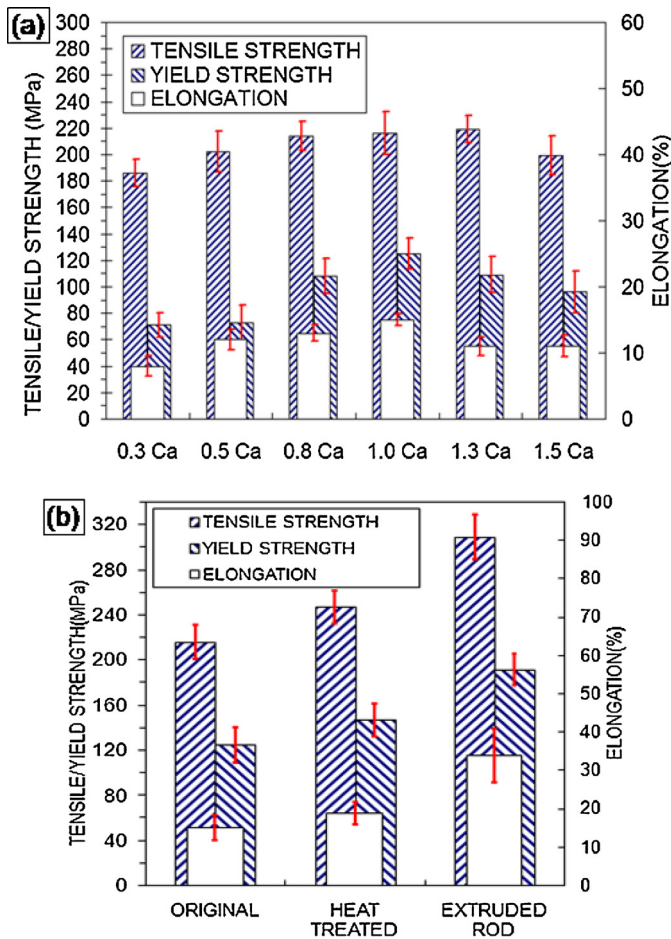 (a)
300
280
260
240
220
200
180
160
140
120
100
80
60
40
20
0
TENSILE/YIELD STRENGTH (MPa)
TENSILE STRENGTH
YIELD STRENGTH
ELONGATION
60
50
40
30
20
10
0
ELONGATION(%)
0.3 Ca 0.5 Ca 0.8 Ca 1.0 Ca 1.3 Ca 1.5 Ca
(b)
320
280
240
200
160
120
80
40
0
TENSILE/YIELD STRENGTH(MPa)
TENSILE STRENGTH
YIELD STRENGTH
ELONGATION
100
90
80
70
60
50
40
30
20
10
0
ELONGATION(%)
ORIGINAL HEAT EXTRUDED
TREATED ROD